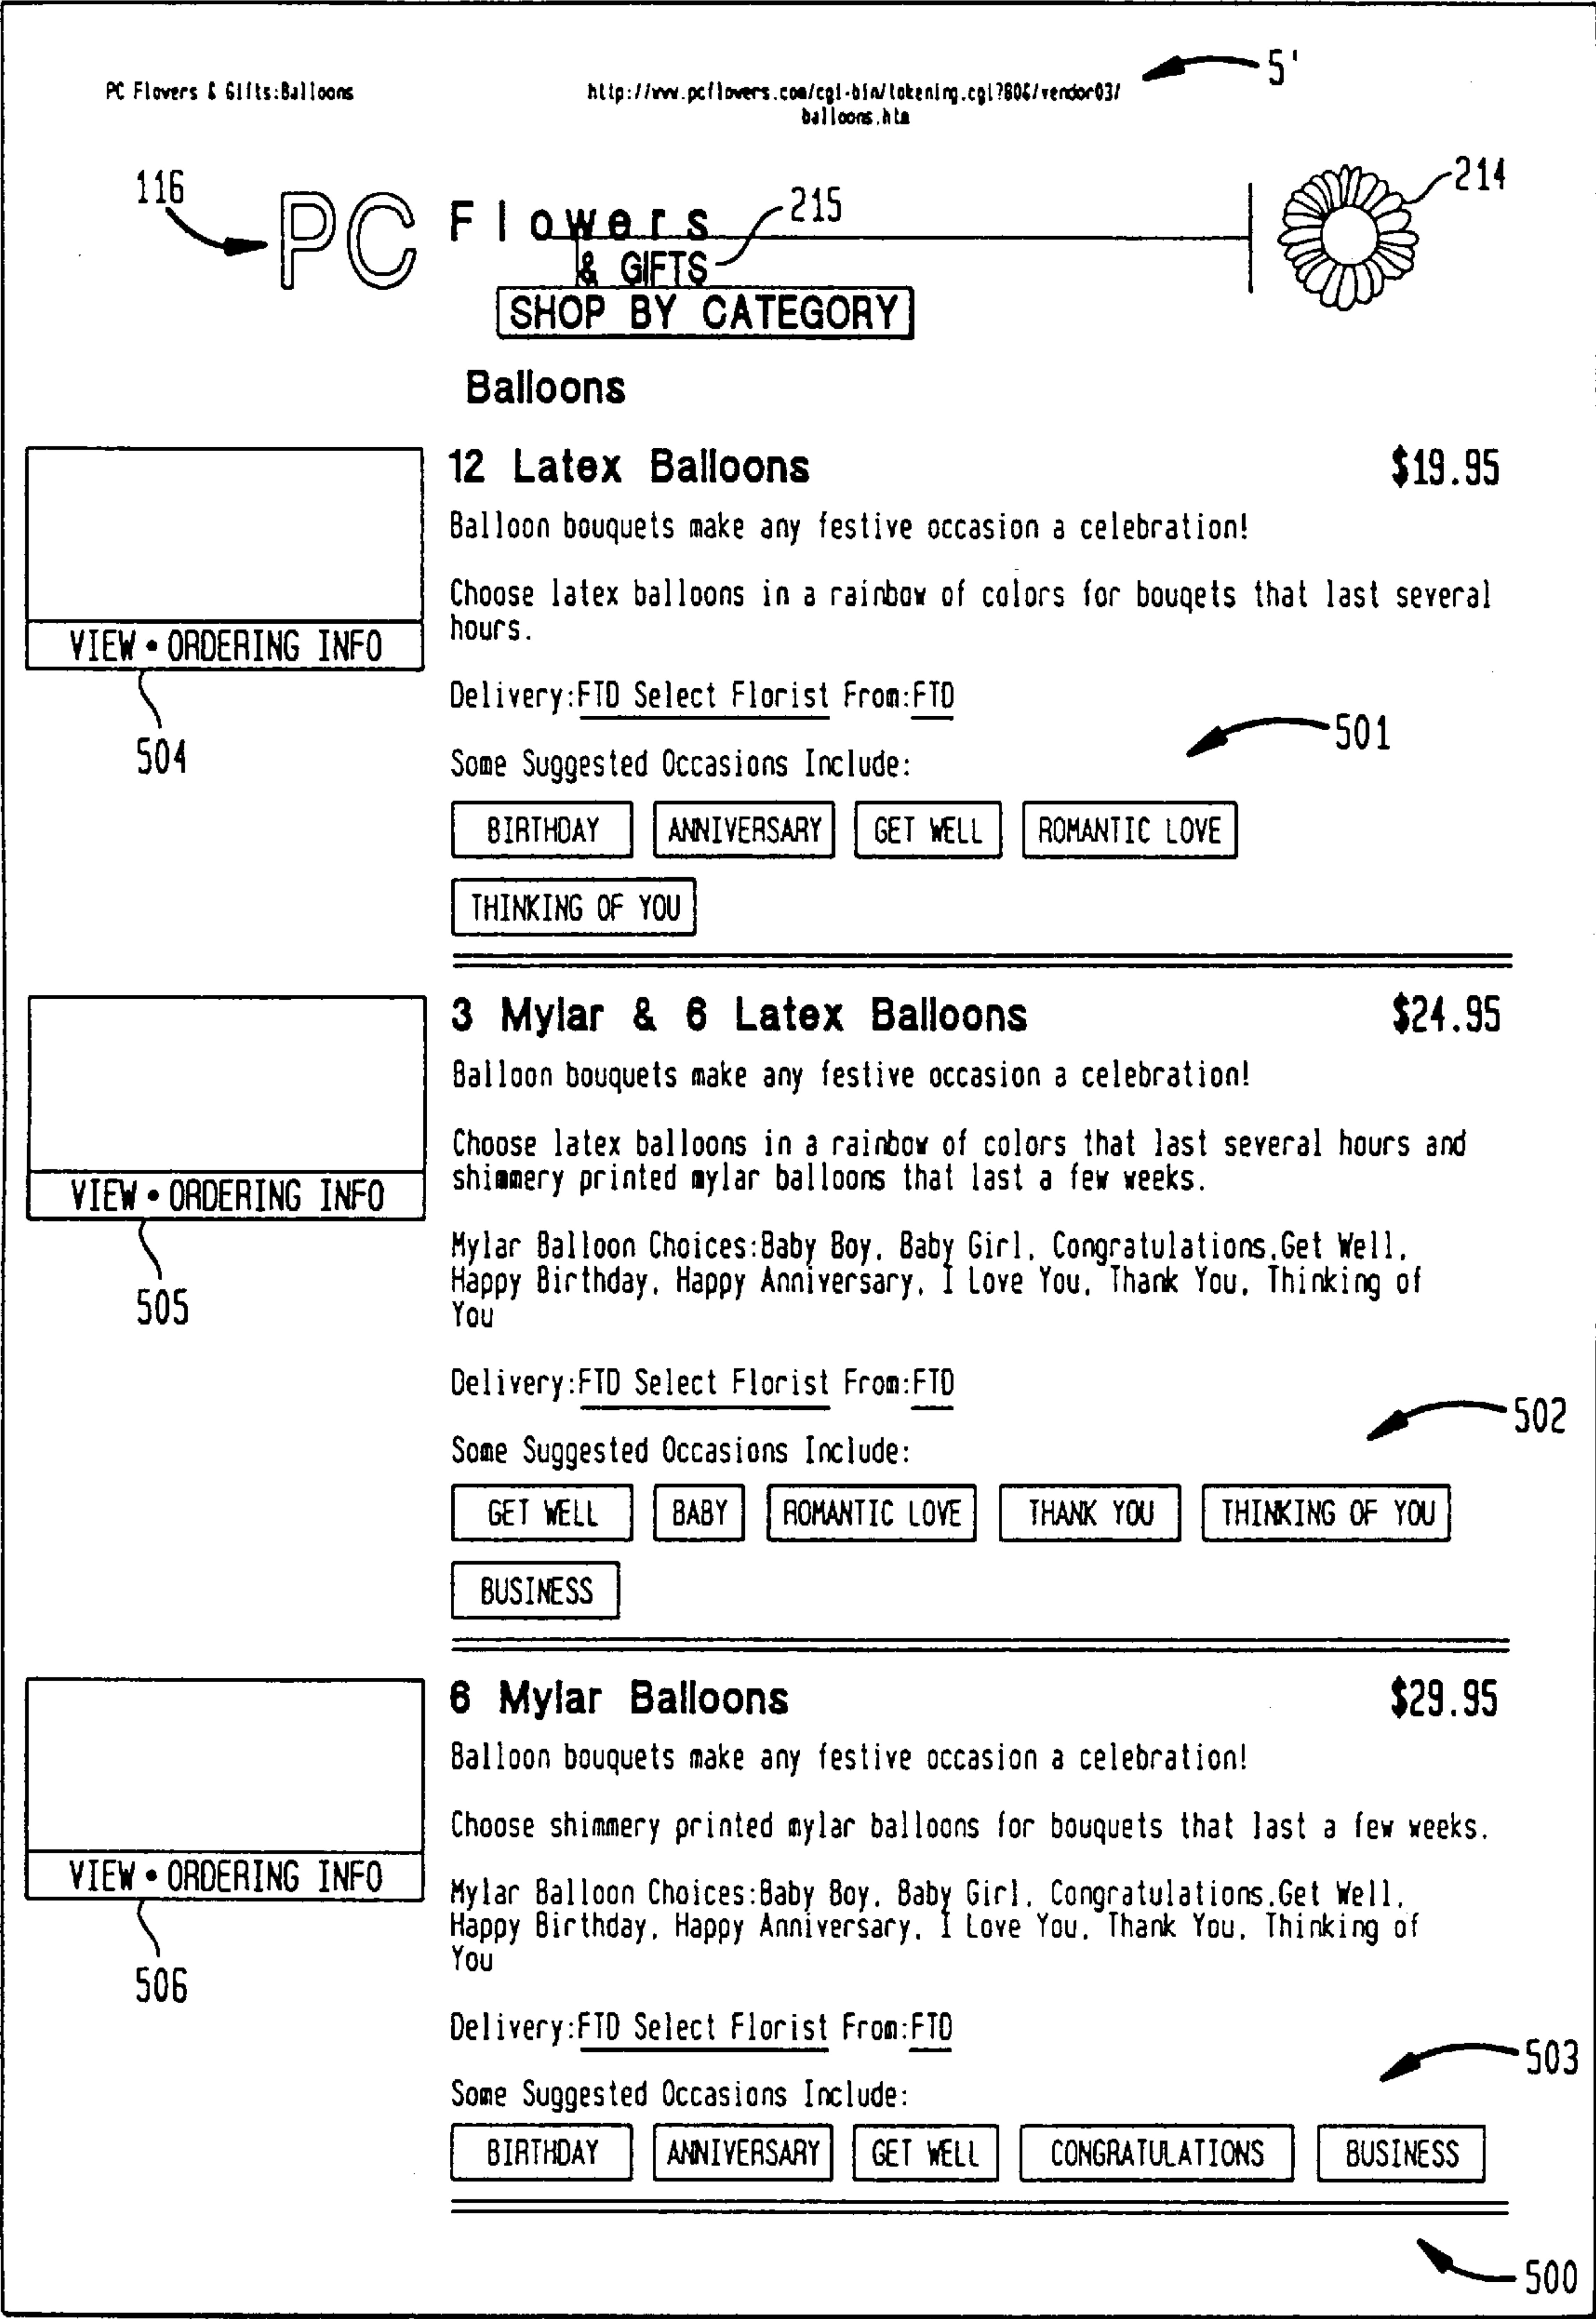 5'
PC Flowers & Gifts:Balloons
http://www.pcflowers.com/cgi-bin/tokening.cgi?806/vendor03/
balloons.htm
116
PC Flowers
215
214
& GIFTS
SHOP BY CATEGORY
Balloons
12 Latex Balloons $19.95
Balloon bouquets make any festive occasion a celebration!
Choose latex balloons in a rainbow of colors for bouqets that last several
hours.
VIEW • ORDERING INFO
504
Delivery:FTD Select Florist From:FTD
501
Some Suggested Occasions Include:
BIRTHDAY ANNIVERSARY GET WELL ROMANTIC LOVE
THINKING OF YOU
3 Mylar & 6 Latex Balloons $24.95
Balloon bouquets make any festive occasion a celebration!
Choose latex balloons in a rainbow of colors that last several hours and
shimmery printed mylar balloons that last a few weeks.
VIEW • ORDERING INFO
505
Mylar Balloon Choices:Baby Boy, Baby Girl, Congratulations,Get Well,
Happy Birthday, Happy Anniversary, I Love You, Thank You, Thinking of
You
Delivery:FTD Select Florist From:FTD
502
Some Suggested Occasions Include:
GET WELL BABY ROMANTIC LOVE THANK YOU THINKING OF YOU
BUSINESS
6 Mylar Balloons $29.95
Balloon bouquets make any festive occasion a celebration!
Choose shimmery printed mylar balloons for bouquets that last a few weeks.
VIEW • ORDERING INFO
506
Mylar Balloon Choices:Baby Boy, Baby Girl, Congratulations.Get Well,
Happy Birthday, Happy Anniversary, I Love You, Thank You, Thinking of
You
Delivery:FTD Select Florist From:FTD
503
Some Suggested Occasions Include:
BIRTHDAY ANNIVERSARY GET WELL CONGRATULATIONS BUSINESS
500